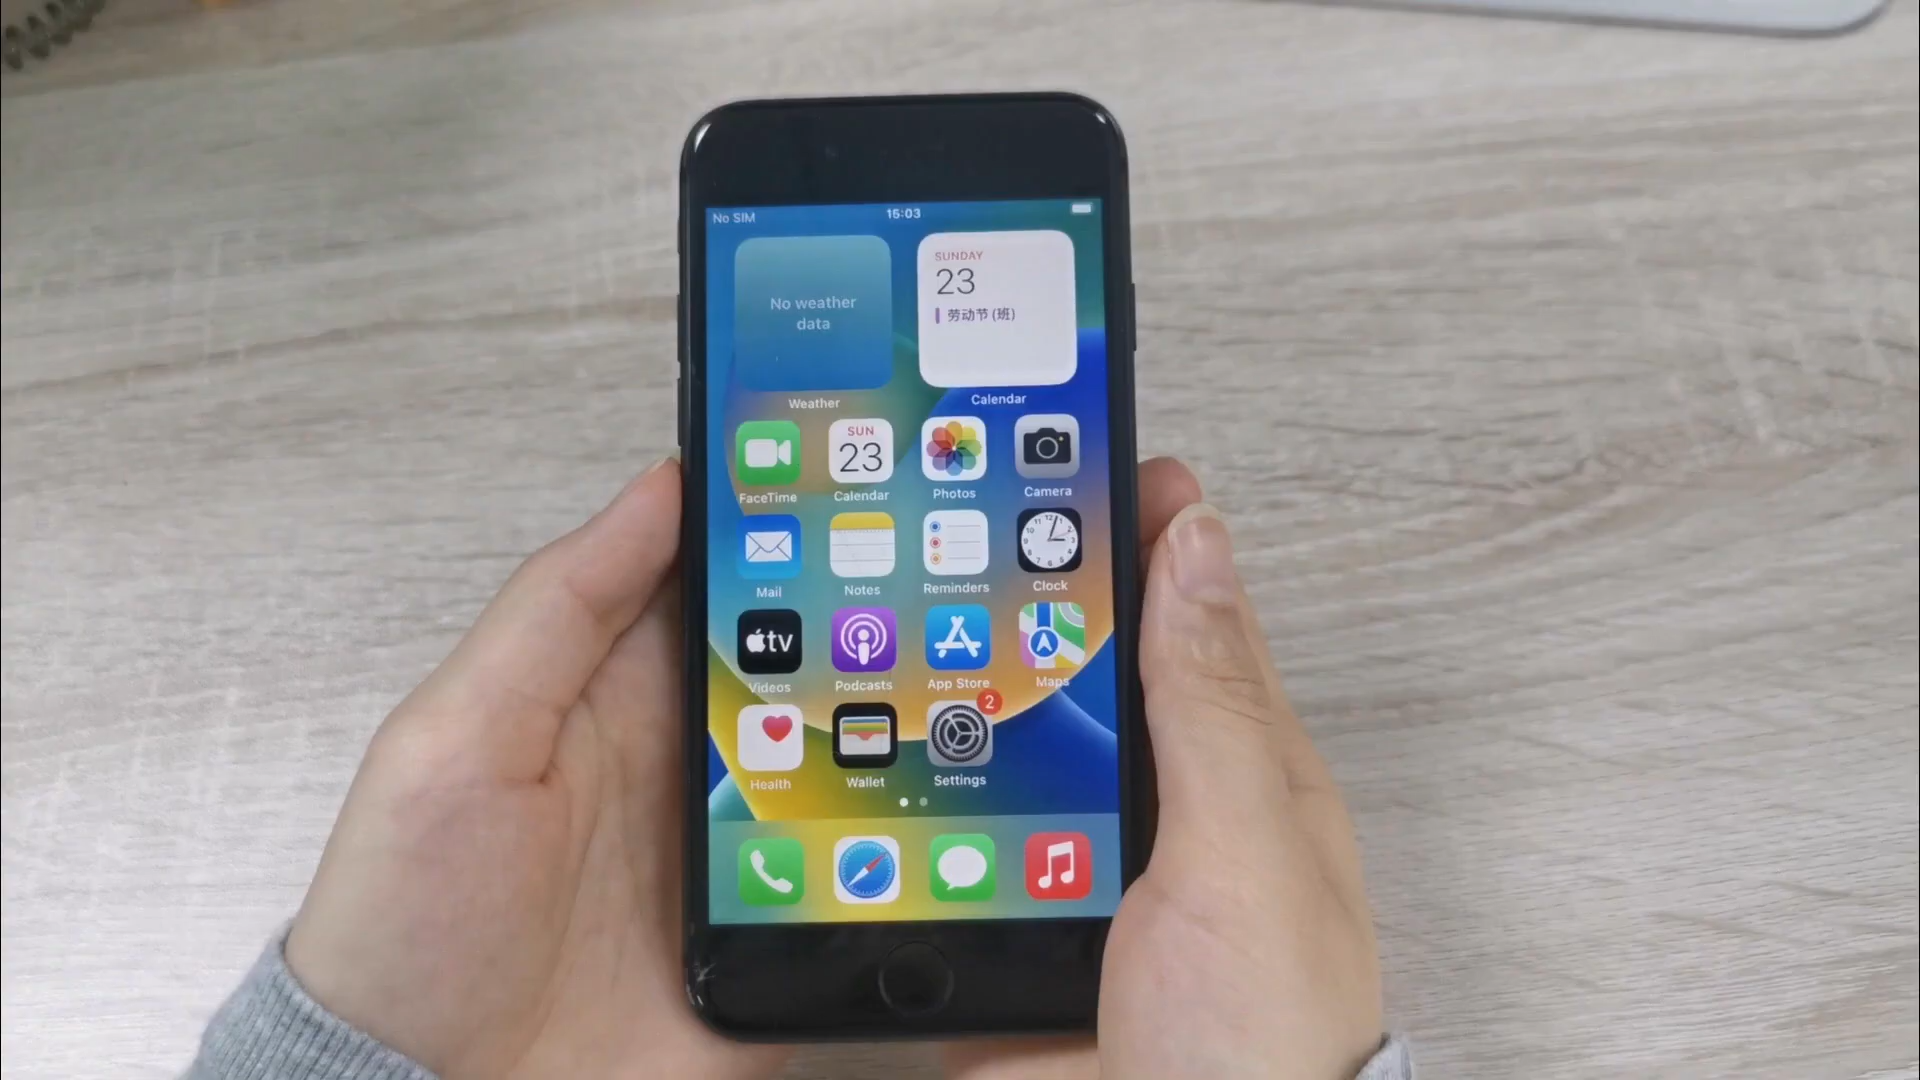 No SIM 15:03
No weather
data
SUNDAY
23
劳动节 (班)
Weather Calendar
SUN
23
FaceTime Calendar Photos Camera
Mail Notes Reminders Clock
tv
Videos Podcasts App Store Maps
2
Health Wallet Settings